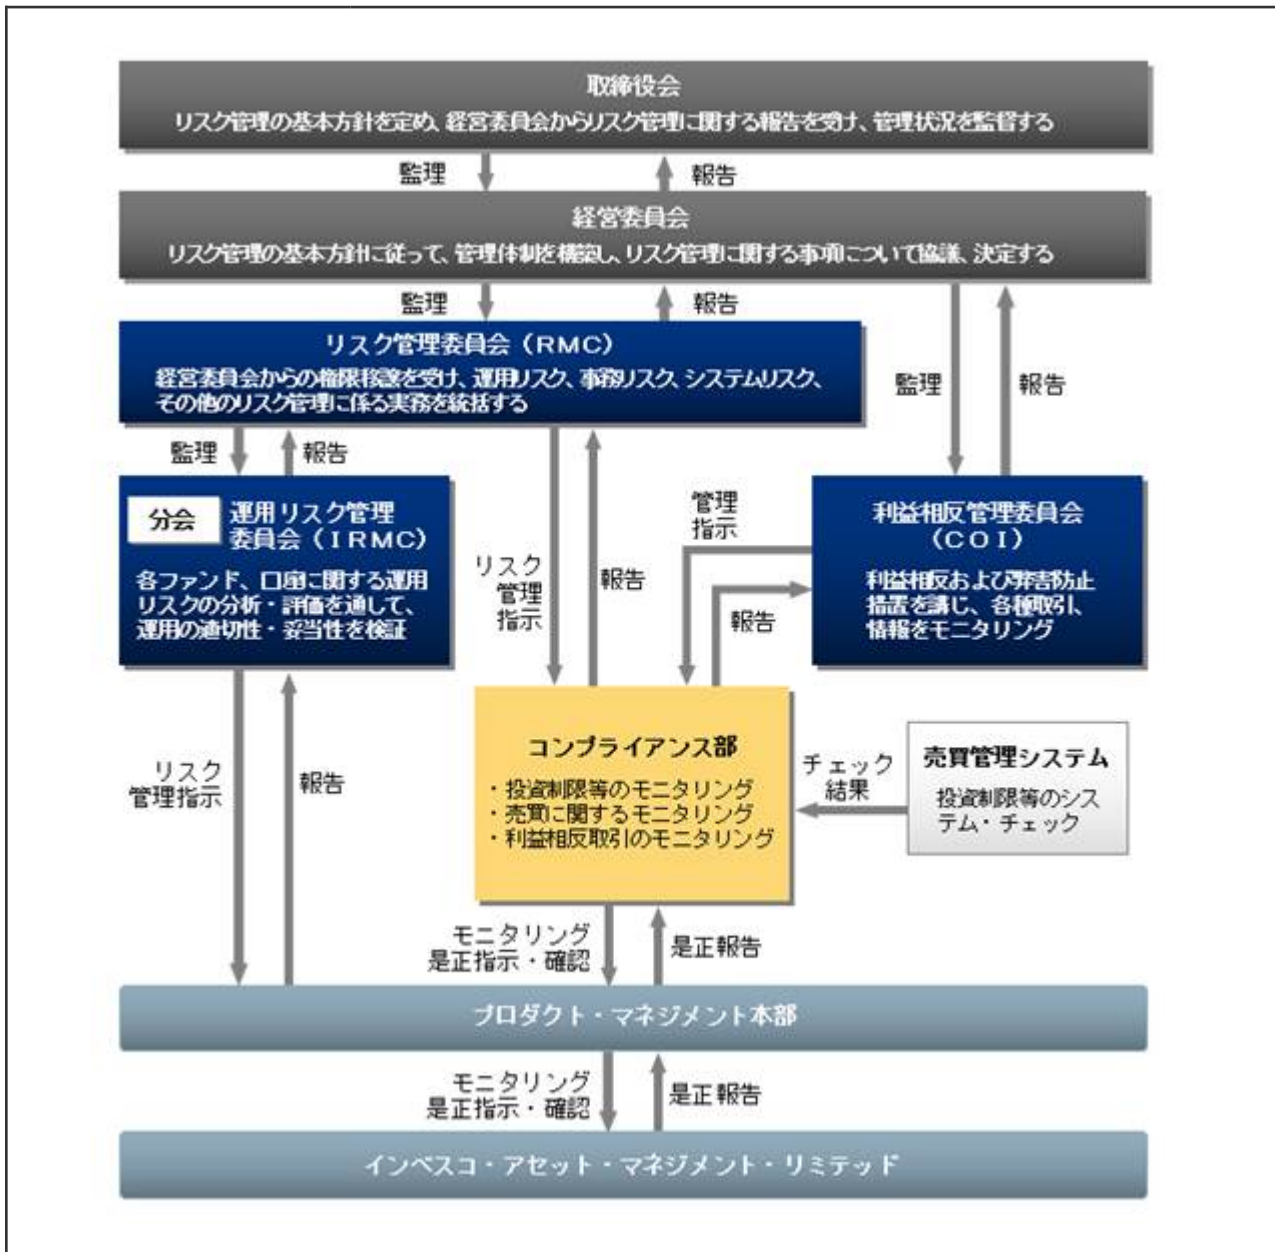 取締役会
リスク管理の基本方針を定め、経営委員会からリスク管理に関する報告を受け、管理状況を監督する
監理
報告
経営委員会
リスク管理の基本方針に従って、管理体制を構築し、リスク管理に関する事項について協議、決定する
監理
報告
リスク管理委員会（RMC）
経営委員会からの権限移譲を受け、運用リスク、事務リスク、システムリスク、
その他のリスク管理に係る実務を統括する
監理
報告
監理
報告
分会
運用リスク管理
委員会（IRMC）
各ファンド、口座に関する運用
リスクの分析・評価を通して、
運用の適切性・妥当性を検証
リスク
管理
指示
報告
管理
指示
報告
利益相反管理委員会
（COI）
利益相反および弊害防止
措置を講じ、各種取引、
情報をモニタリング
リスク
管理指示
報告
コンプライアンス部
・投資制限等のモニタリング
・売買に関するモニタリング
・利益相反取引のモニタリング
チェック
結果
売買管理システム
投資制限等のシス
テム・チェック
モニタリング
是正指示・確認
是正報告
プロダクト・マネジメント本部
モニタリング
是正指示・確認
是正報告
インベスコ・アセット・マネジメント・リミテッド